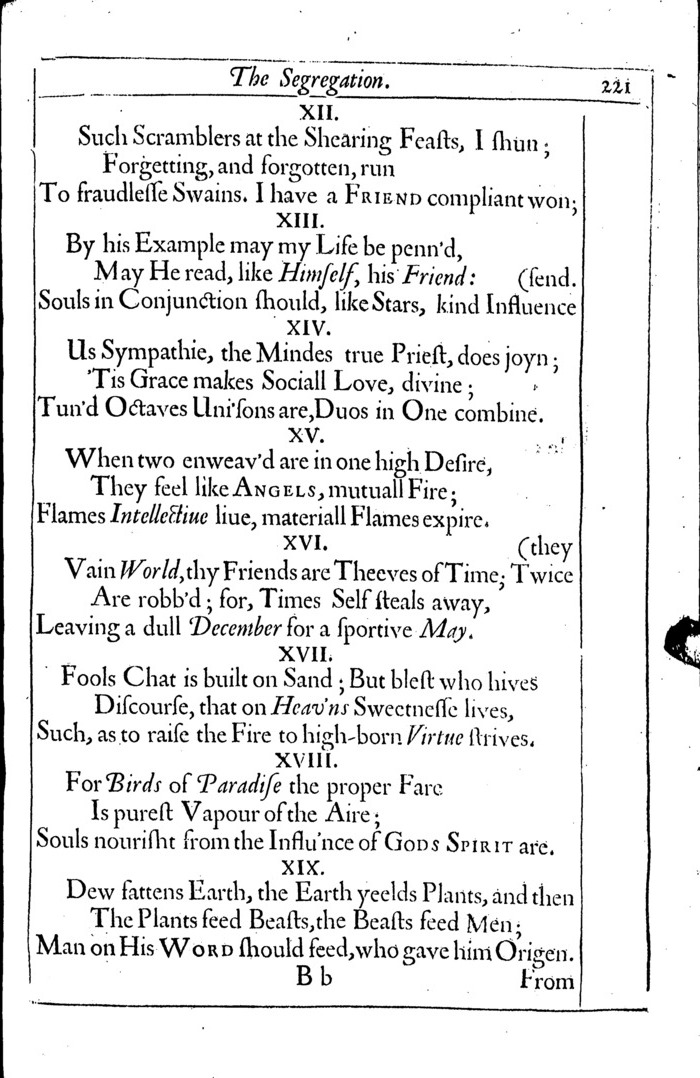 The Segregation. 221
XII.
Such Scramblers at the Shearing Feaſts, I ſhun;
Forgetting, and forgotten, run
To fraudleſſe Swains. I have a FRIEND compliant won;
XIII.
By his Example may my Life be penn'd,
May He read, like Himſelf, his Friend: (ſend.
Souls in Conjunction ſhould, like Stars, kind Influence
XIV.
Us Sympathie, the Mindes true Prieſt, does joyn;
'Tis Grace makes Sociall Love, divine;
Tun'd Octaves Uni'ſons are, Duos in One combine.
XV.
When two enweav'd are in one high Deſire,
They feel like ANGELS, mutuall Fire;
Flames Intellectiue liue, materiall Flames expire.
XVI. (they
Vain World, thy Friends are Theeves of Time; Twice
Are robb'd; for, Times Self ſteals away,
Leaving a dull December for a ſportive May.
XVII.
Fools Chat is built on Sand; But bleſt who hives
Diſcourſe, that on Heav'ns Sweetneſſe lives,
Such, as to raiſe the Fire to high-born Virtue ſtrives.
XVIII.
For Birds of Paradiſe the proper Fare
Is pureſt Vapour of the Aire;
Souls nouriſht from the Influ'nce of GODS SPIRIT are.
XIX.
Dew fattens Earth, the Earth yeelds Plants, and then
The Plants feed Beaſts, the Beaſts feed Men;
Man on His WORD ſhould feed, who gave him Origen.
B b From